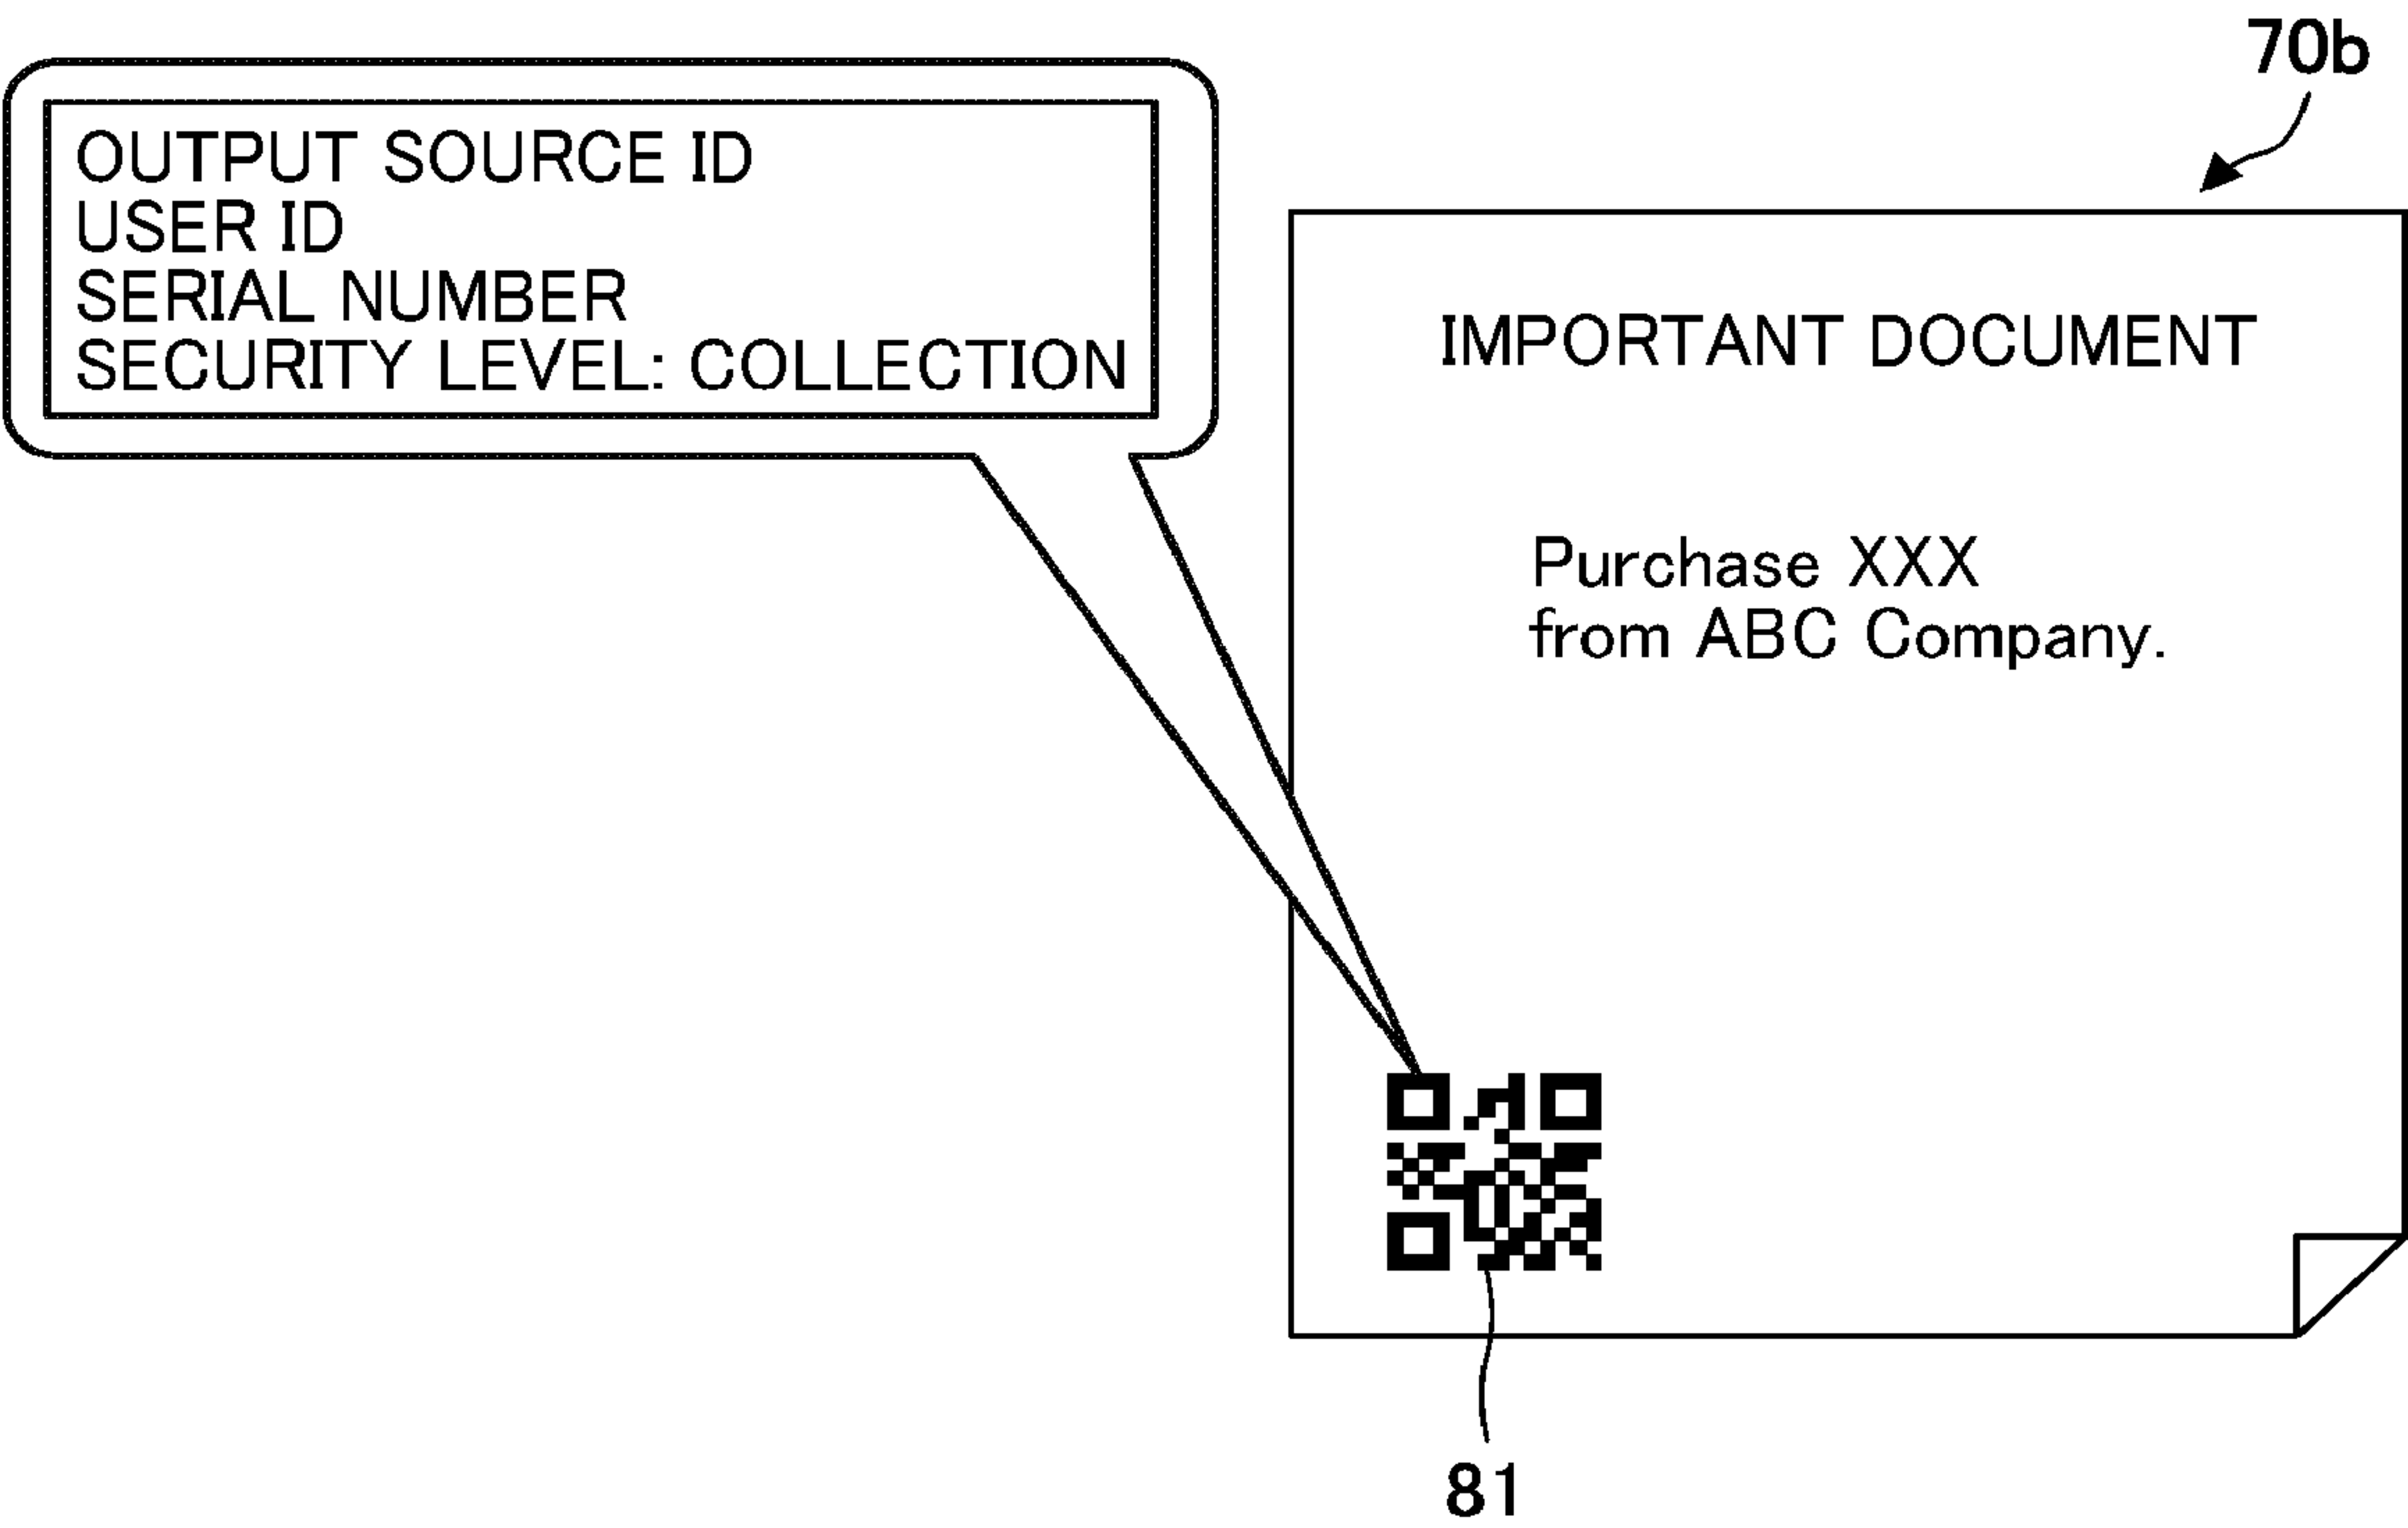 70b
OUTPUT SOURCE ID
USER ID
SERIAL NUMBER
SECURITY LEVEL: COLLECTION
IMPORTANT DOCUMENT
Purchase XXX
from ABC Company.
81